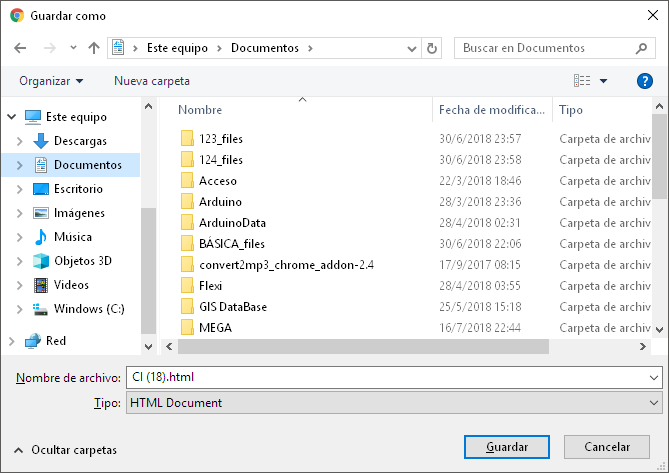 Guardar como
Este equipo > Documentos >
Buscar en Documentos
Organizar
Nueva carpeta
?
Nombre Fecha de modifica... Tipo
Este equipo
Descargas
Documentos
Escritorio
Imágenes
Música
Objetos 3D
Videos
Windows (C:)
Red
123_files 30/6/2018 23:57 Carpeta de archiv
124_files 30/6/2018 23:58 Carpeta de archiv
Acceso 22/3/2018 18:46 Carpeta de archiv
Arduino 28/3/2018 23:36 Carpeta de archiv
ArduinoData 28/4/2018 02:31 Carpeta de archiv
BÁSICA_files 30/6/2018 22:06 Carpeta de archiv
convert2mp3_chrome_addon-2.4 17/9/2017 08:15 Carpeta de archiv
Flexi 28/4/2018 03:55 Carpeta de archiv
GIS DataBase 25/5/2018 15:18 Carpeta de archiv
MEGA 16/7/2018 22:44 Carpeta de archiv
Nombre de archivo: CI (18).html
Tipo: HTML Document
Ocultar carpetas
Guardar
Cancelar